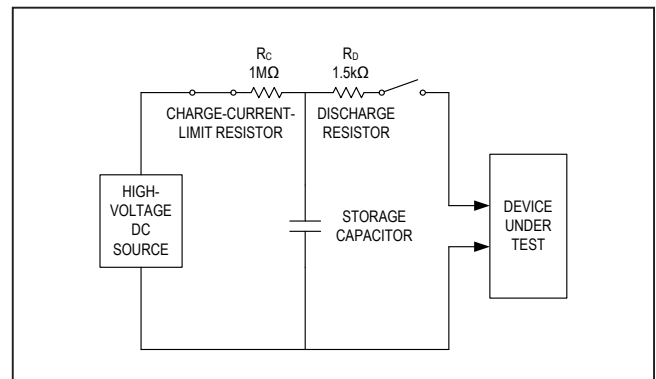 RC
1MΩ
RD
1.5kΩ
CHARGE-CURRENT-
LIMIT RESISTOR
DISCHARGE
RESISTOR
HIGH-
VOLTAGE
DC
SOURCE
STORAGE
CAPACITOR
DEVICE
UNDER
TEST